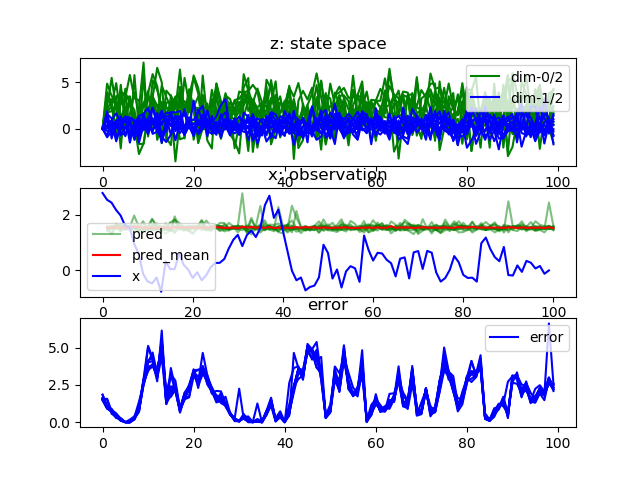 z: state space
5
0
dim-0/2
dim-1/2
0 20 40 60 80 100
x: observation
2
0
pred
pred_mean
x
0 20 40 60 80 100
error
5.0
2.5
0.0
error
0 20 40 60 80 100